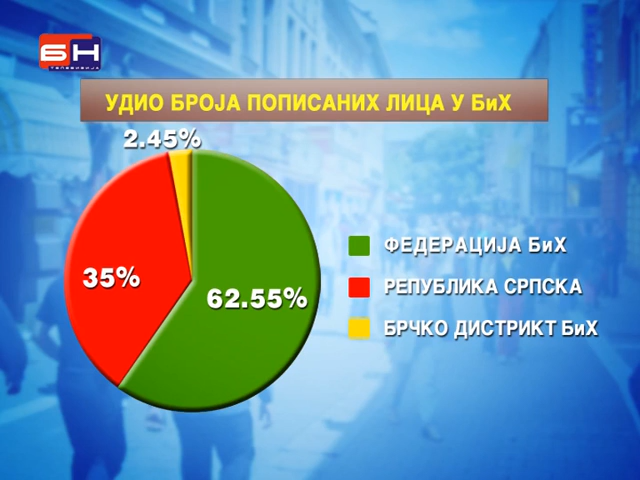 БН
ТЕЛЕВИЗИЈА
УДИО БРОЈА ПОПИСАНИХ ЛИЦА У БиХ
2.45%
35%
62.55%
ФЕДЕРАЦИЈА БиХ
РЕПУБЛИКА СРПСКА
БРЧКО ДИСТРИКТ БиХ